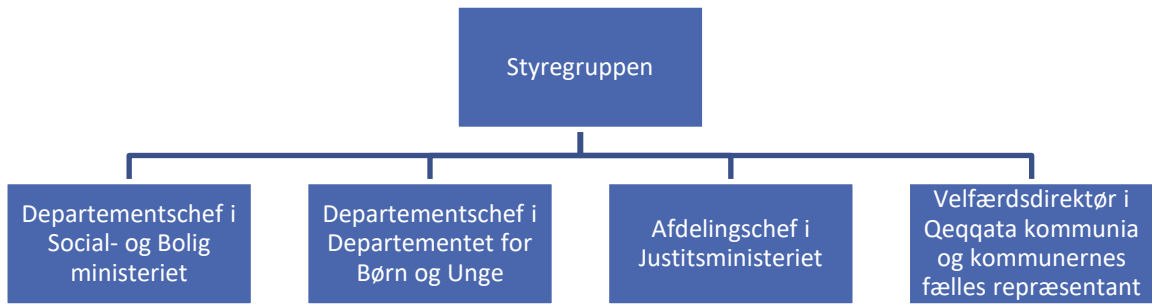 Styregruppen
Departementschef i
Social- og Bolig
ministeriet
Departementschef i
Departementet for
Børn og Unge
Afdelingschef i
Justitsministeriet
Velfærdsdirektør i
Qeqqata kommunia
og kommunernes
fælles repræsentant